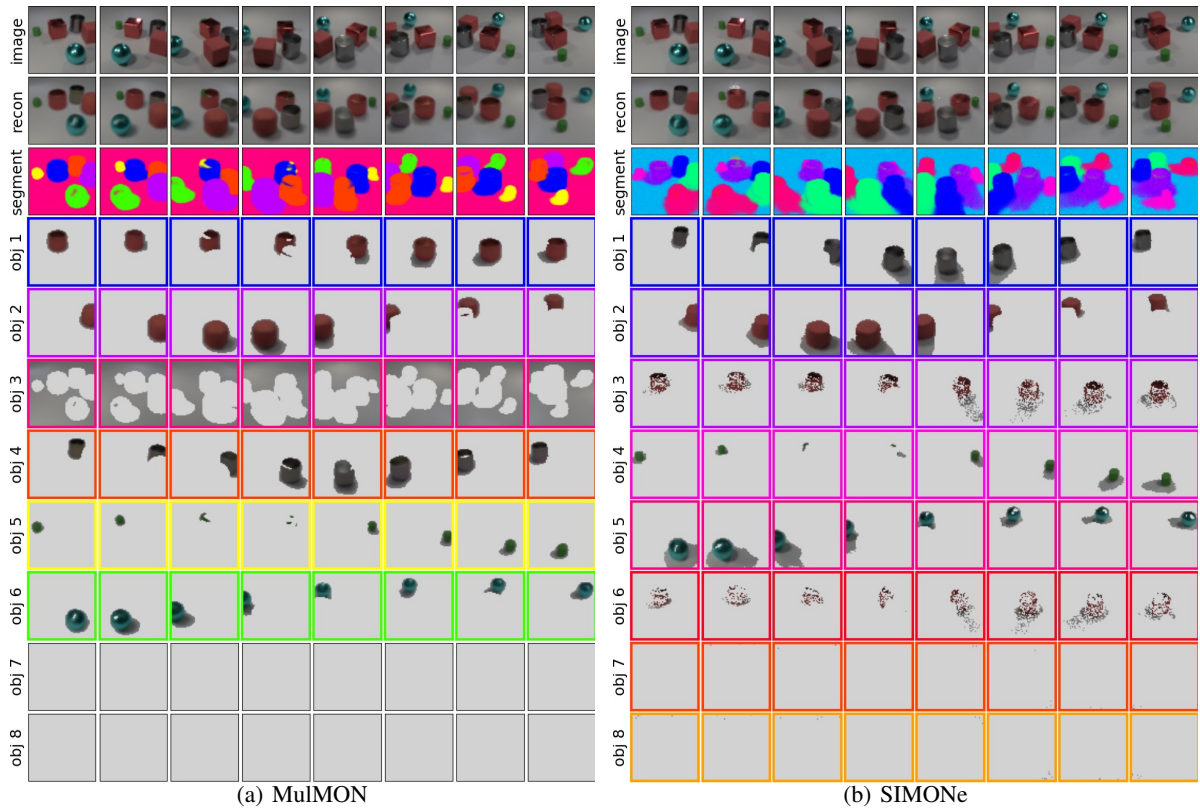 image
recon
segment
obj 1
obj 2
obj 3
obj 4
obj 5
obj 6
obj 7
obj 8
(a) MulMON
image
recon
segment
obj 1
obj 2
obj 3
obj 4
obj 5
obj 6
obj 7
obj 8
(b) SIMONe